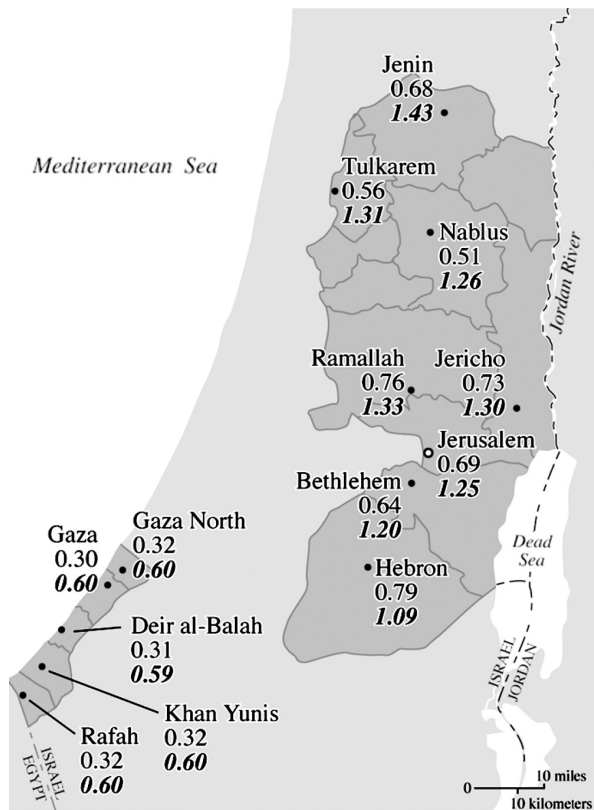 Jenin
0.68
1.43
Mediterranean Sea
Tulkarem
0.56
1.31
Nablus
0.51
1.26
Jordan River
Ramallah
0.76
1.33
Jericho
0.73
1.30
Jerusalem
0.69
1.25
Bethlehem
0.64
1.20
Hebron
0.79
1.09
Dead
Sea
Gaza
0.30
0.60
Gaza North
0.32
0.60
Deir al-Balah
0.31
0.59
Khan Yunis
0.32
0.60
Rafah
0.32
0.60
ISRAEL
EGYPT
ISRAEL
JORDAN
0 10 miles
10 kilometers